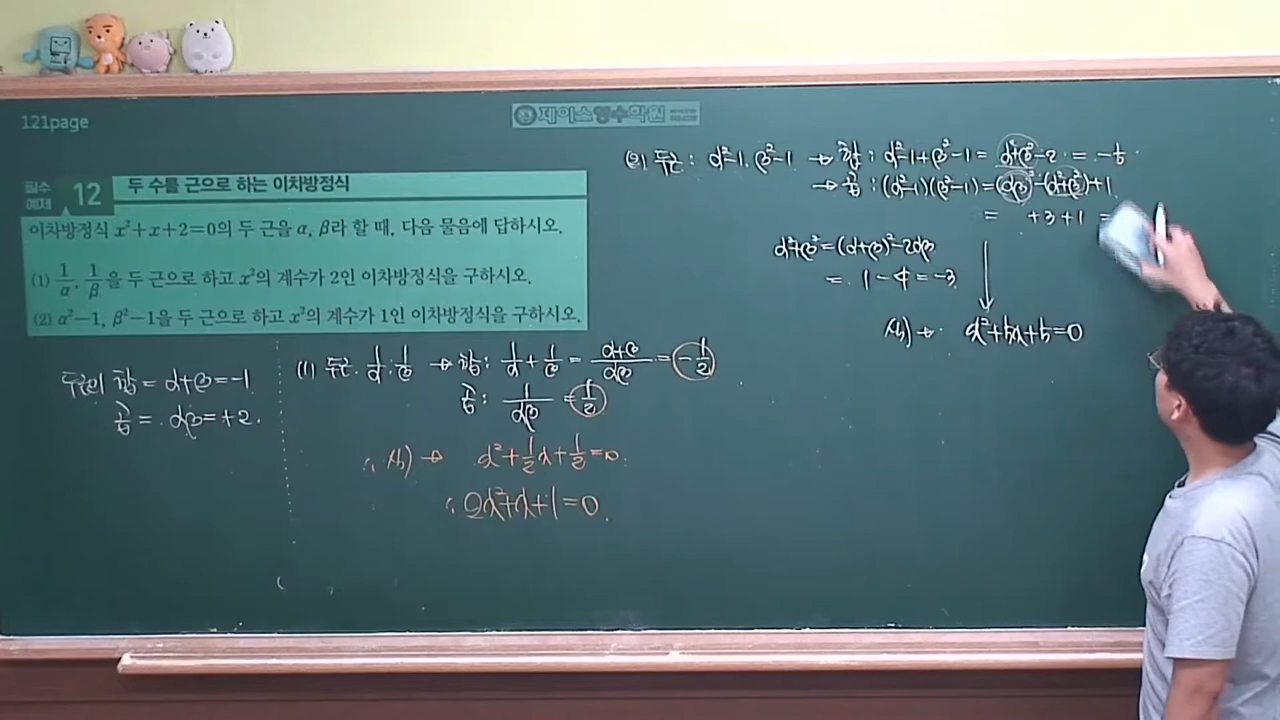 121page
제이스영수학원
필수 예제 12 두 수를 근으로 하는 이차방정식
이차방정식 x²+x+2=0의 두 근을 α, β라 할 때, 다음 물음에 답하시오.
(1) 1/α, 1/β을 두 근으로 하고 x²의 계수가 2인 이차방정식을 구하시오.
(2) α²-1, β²-1을 두 근으로 하고 x²의 계수가 1인 이차방정식을 구하시오.
두근의 합 = α+β=-1
곱 = αβ=+2.
(1) 두근. 1/α. 1/β → 합: 1/α + 1/β = (α+β)/αβ = -1/2
곱: 1/αβ = 1/2
∴ 식) → x²+1/2x+1/2=0
∴ 2x²+x+1=0
(2) 두근: α²-1. β²-1 → 합: α²-1+β²-1 = α²+β²-2 = -5
→ 곱: (α²-1)(β²-1)=(αβ)²-(α²+β²)+1
= +3+1 =
α²+β²=(α+β)²-2αβ
= 1-4=-3
식) → x²+5x+5=0